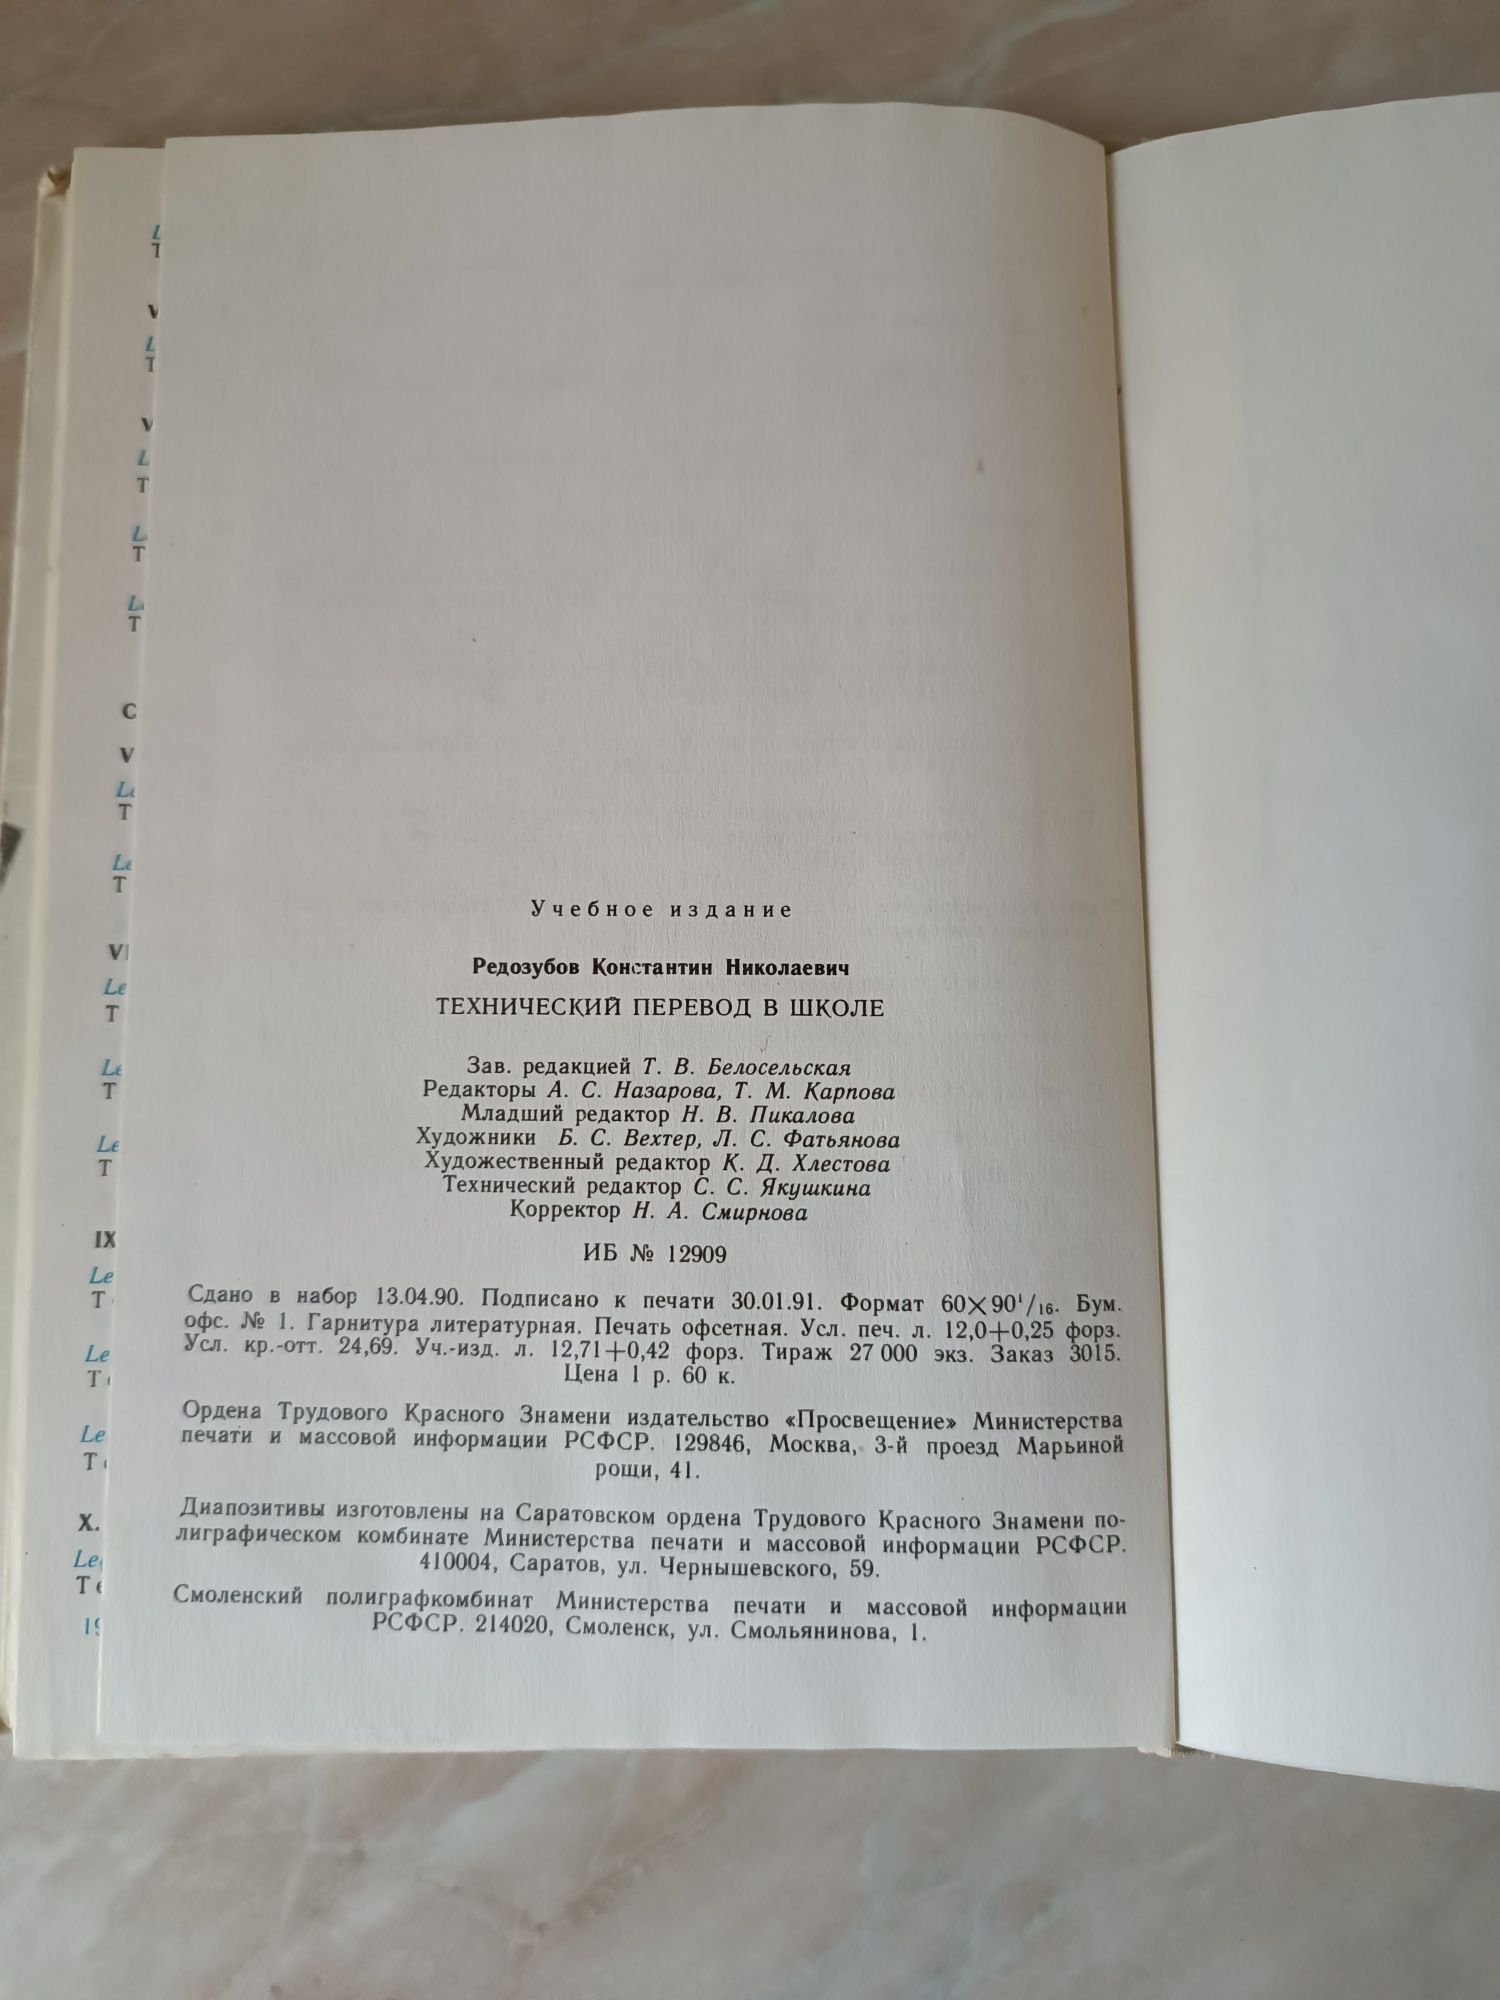 Учебное издание
Редозубов Константин Николаевич
ТЕХНИЧЕСКИЙ ПЕРЕВОД В ШКОЛЕ
Зав. редакцией Т. В. Белосельская
Редакторы А. С. Назарова, Т. М. Карпова
Младший редактор Н. В. Пикалова
Художники Б. С. Вехтер, Л. С. Фатьянова
Художественный редактор К. Д. Хлестова
Технический редактор С. С. Якушкина
Корректор Н. А. Смирнова
ИБ № 12909
Сдано в набор 13.04.90. Подписано к печати 30.01.91. Формат 60×90¹/₁₆. Бум.
офс. № 1. Гарнитура литературная. Печать офсетная. Усл. печ. л. 12,0+0,25 форз.
Усл. кр.-отт. 24,69. Уч.-изд. л. 12,71+0,42 форз. Тираж 27 000 экз. Заказ 3015.
Цена 1 р. 60 к.
Ордена Трудового Красного Знамени издательство «Просвещение» Министерства
печати и массовой информации РСФСР. 129846, Москва, 3-й проезд Марьиной
рощи, 41.
Диапозитивы изготовлены на Саратовском ордена Трудового Красного Знамени по-
лиграфическом комбинате Министерства печати и массовой информации РСФСР.
410004, Саратов, ул. Чернышевского, 59.
Смоленский полиграфкомбинат Министерства печати и массовой информации
РСФСР. 214020, Смоленск, ул. Смольянинова, 1.